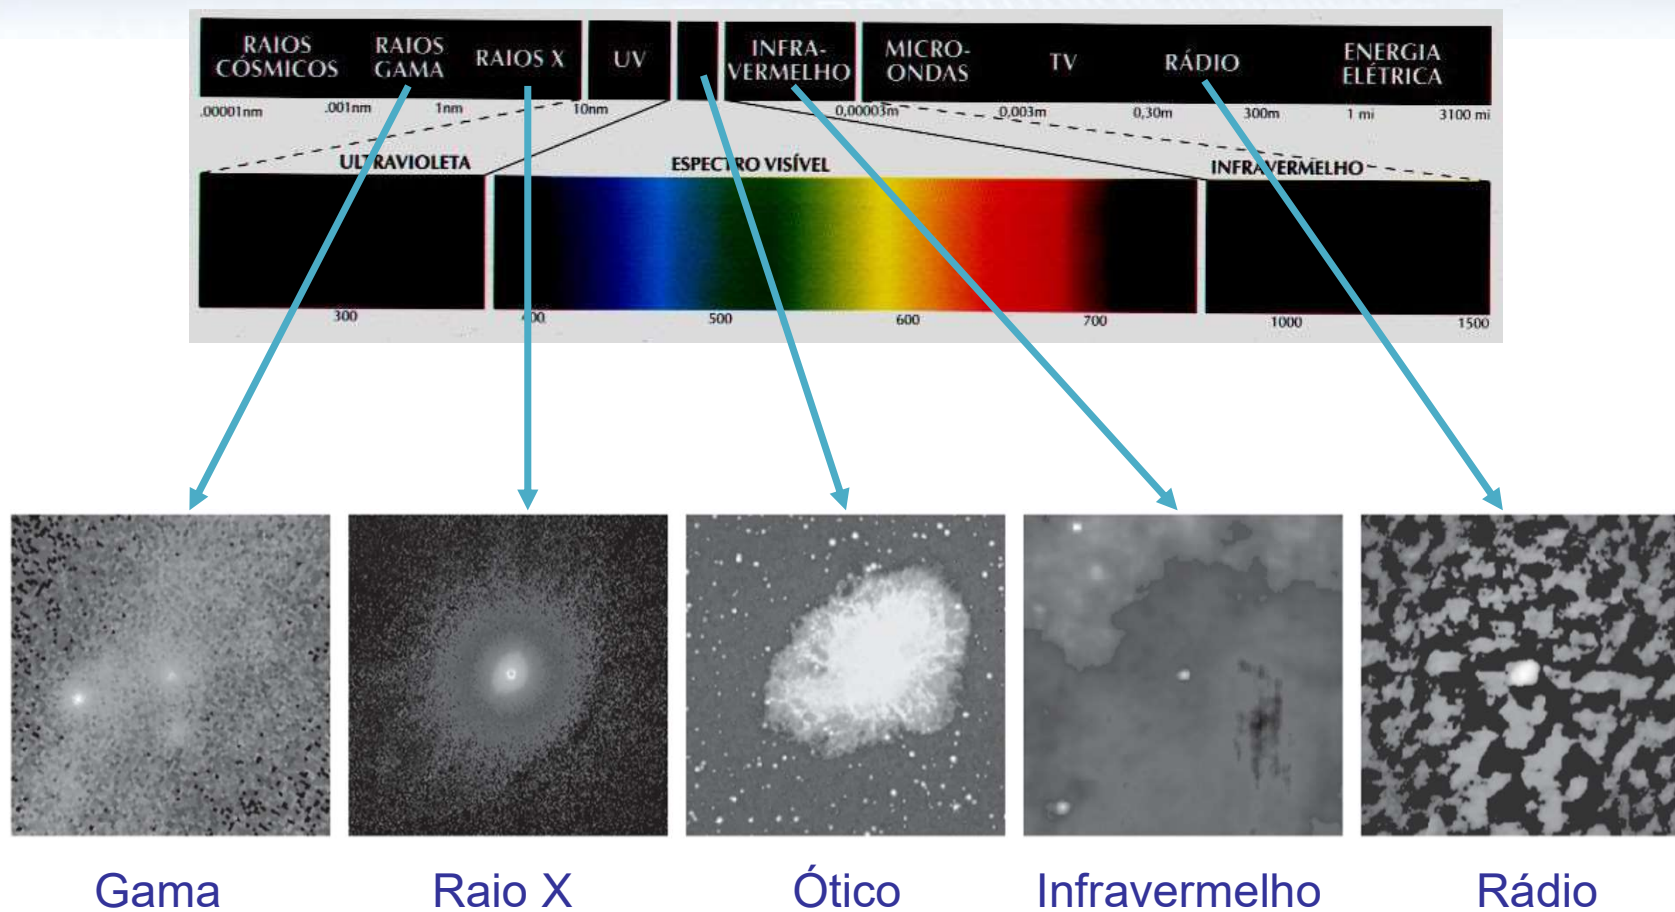 RAIOS CÓSMICOS
RAIOS GAMA
RAIOS X
UV
INFRA-VERMELHO
MICRO-ONDAS
TV
RÁDIO
ENERGIA ELÉTRICA
.00001nm .001nm 1nm 10nm 0,00003m 0,003m 0,30m 300m 1 mi 3100 mi
ULTRAVIOLETA ESPECTRO VISÍVEL INFRAVERMELHO
300 400 500 600 700 1000 1500
Gama Raio X Ótico Infravermelho Rádio